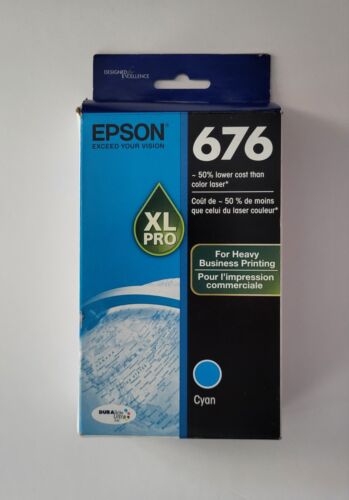 DESIGNED for EXCELLENCE
EPSON®
EXCEED YOUR VISION
676
~ 50% lower cost than
color laser*
Coût de ~ 50 % de moins
que celui du laser couleur*
XL
PRO
For Heavy
Business Printing
Pour l'impression
commerciale
Cyan
DURABrite
Ultra
Ink